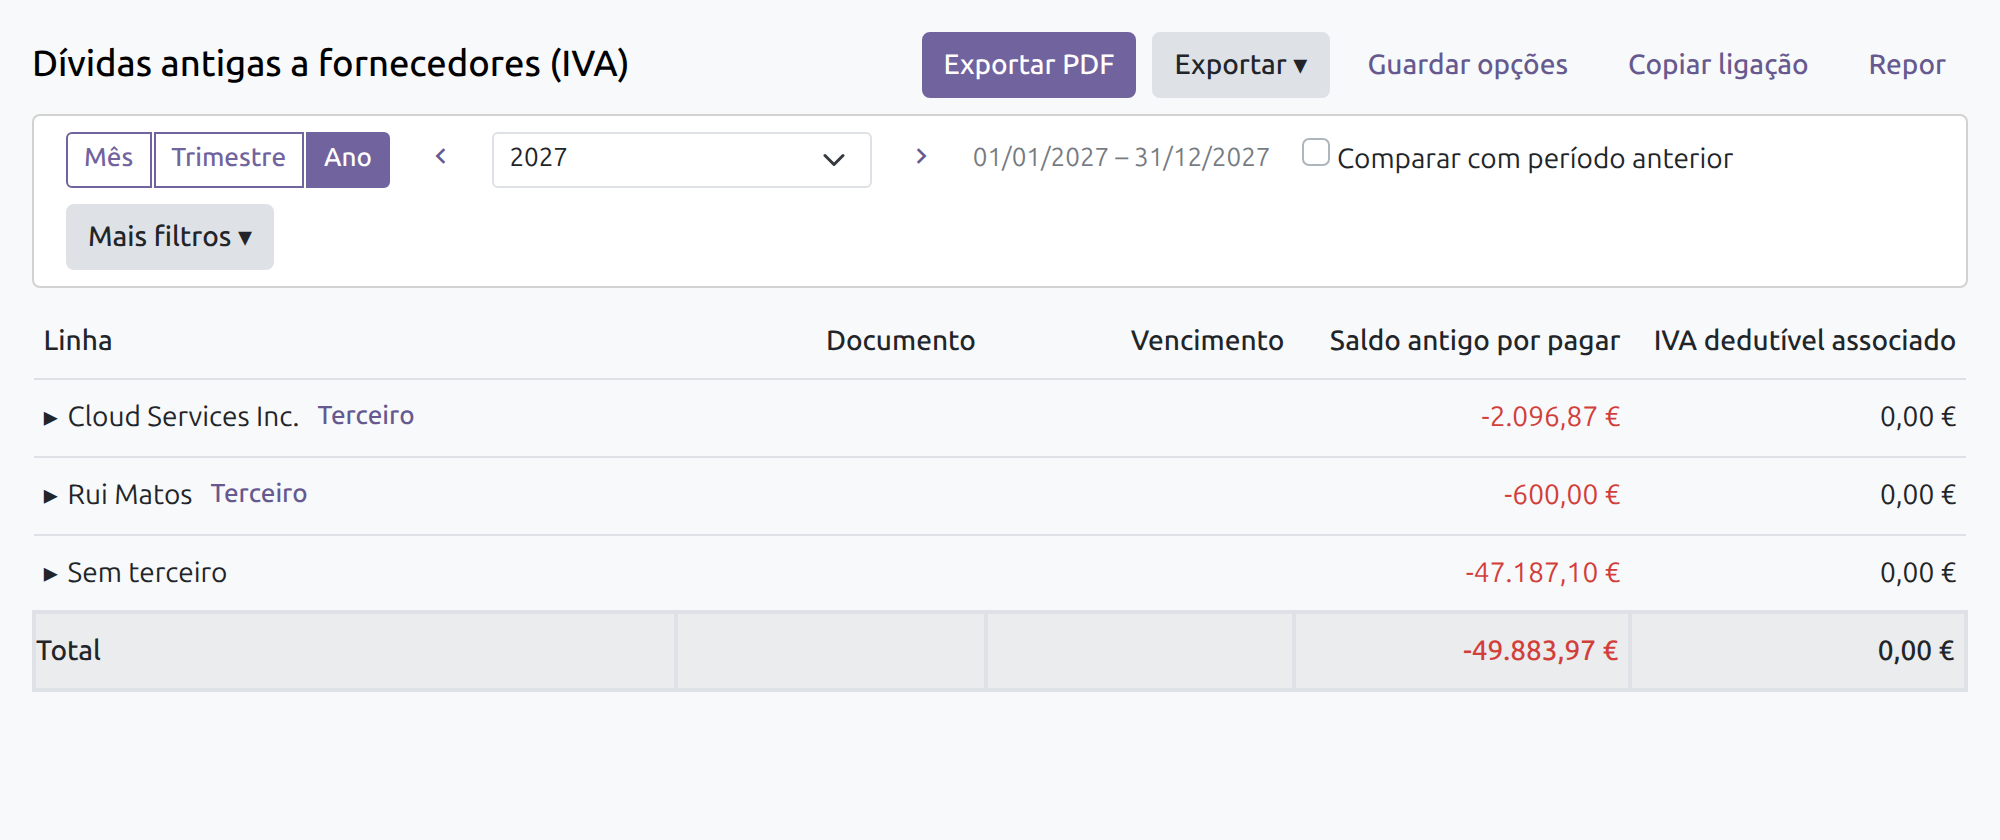 Dívidas antigas a fornecedores (IVA)
Exportar PDF
Exportar ▾
Guardar opções
Copiar ligação
Repor
Mês
Trimestre
Ano
‹
2027
›
01/01/2027 – 31/12/2027
Comparar com período anterior
Mais filtros ▾
Linha Documento Vencimento Saldo antigo por pagar IVA dedutível associado
▸ Cloud Services Inc. Terceiro -2.096,87 € 0,00 €
▸ Rui Matos Terceiro -600,00 € 0,00 €
▸ Sem terceiro -47.187,10 € 0,00 €
Total -49.883,97 € 0,00 €